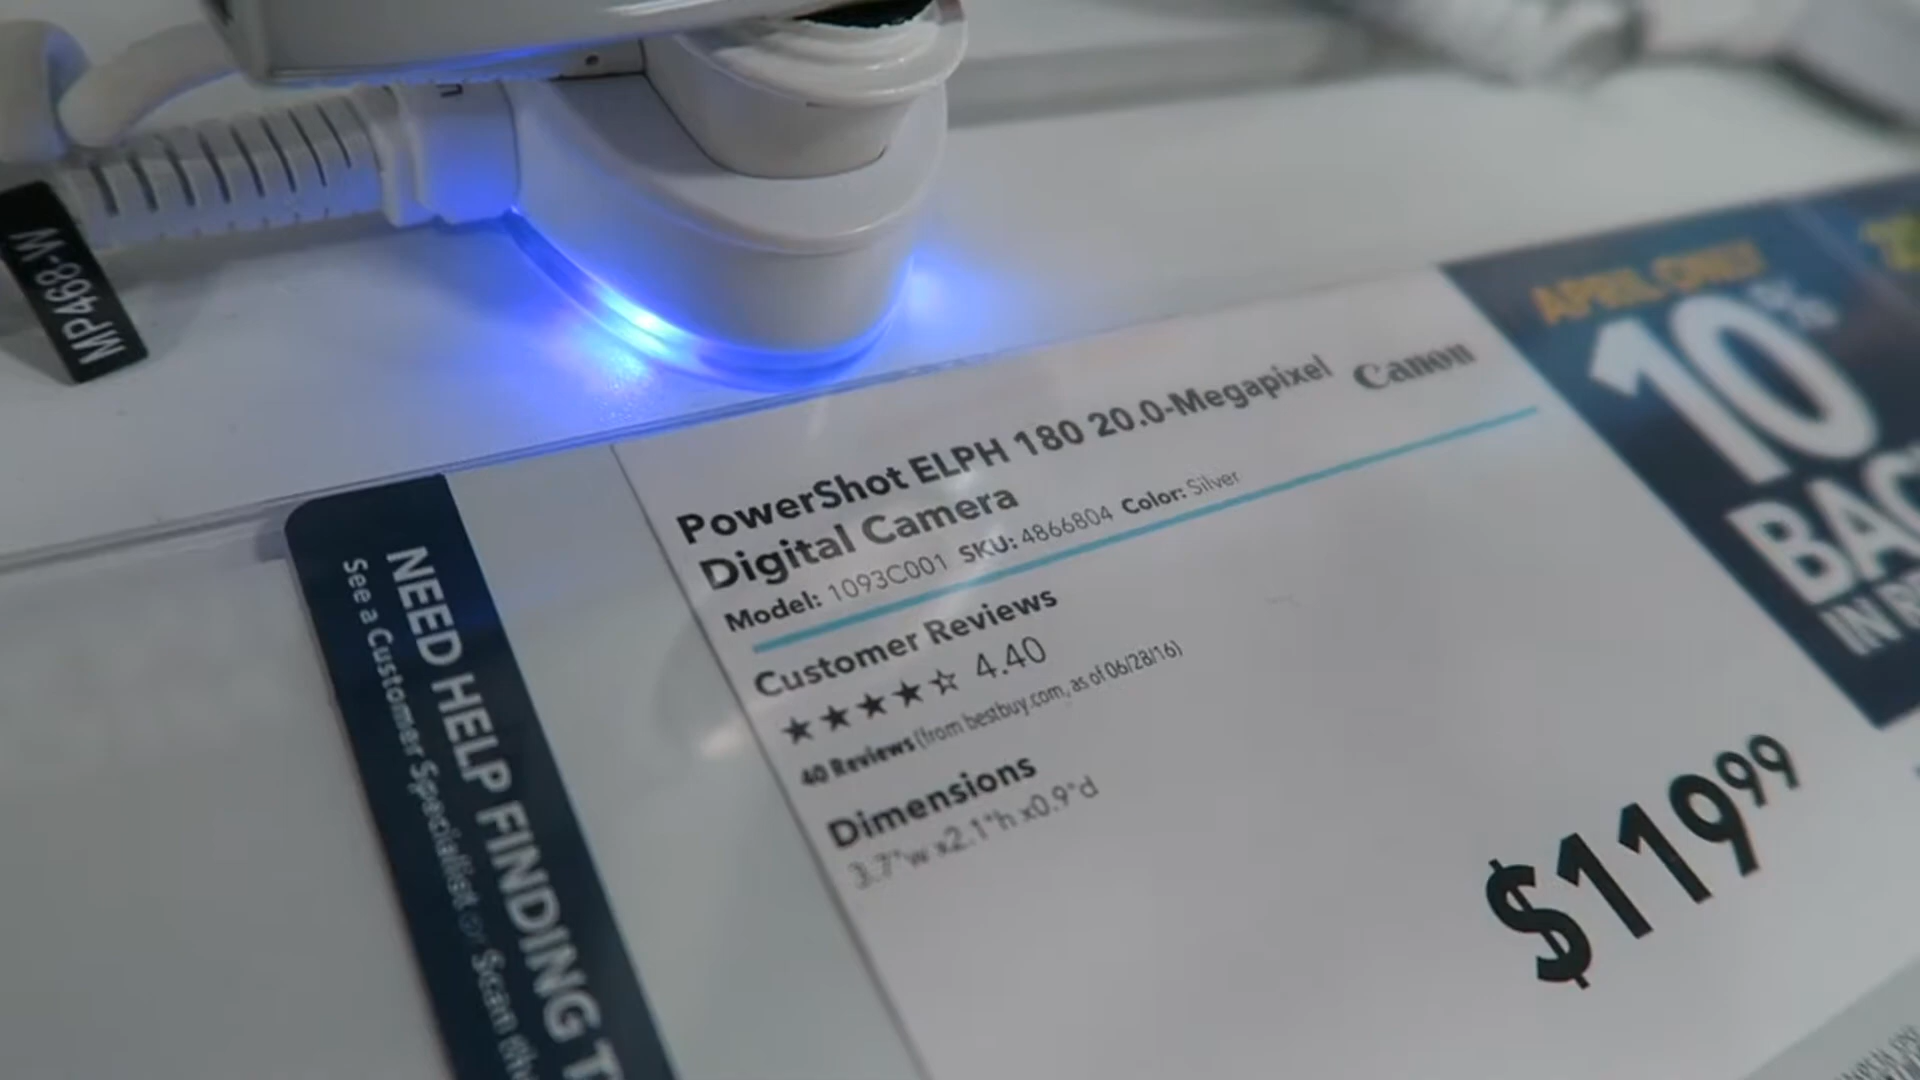 MP468-W
PowerShot ELPH 180 20.0-Megapixel
Digital Camera
Canon
Model: 1093C001 SKU: 4866804 Color: Silver
Customer Reviews
★★★★☆ 4.40
40 Reviews (from bestbuy.com, as of 06/28/16)
Dimensions
3.7"w x2.1"h x0.9"d
$119 99
NEED HELP FINDING
See a Customer Specialist or Scan
APRIL ONLY
10%
BAC
IN